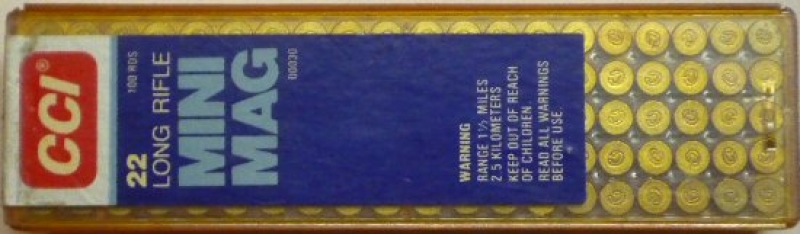 CCI®
100 RDS
22
LONG RIFLE
MINI
MAG
00030
WARNING
RANGE 1½ MILES
2.5 KILOMETERS
KEEP OUT OF REACH
OF CHILDREN
READ ALL WARNINGS
BEFORE USE.